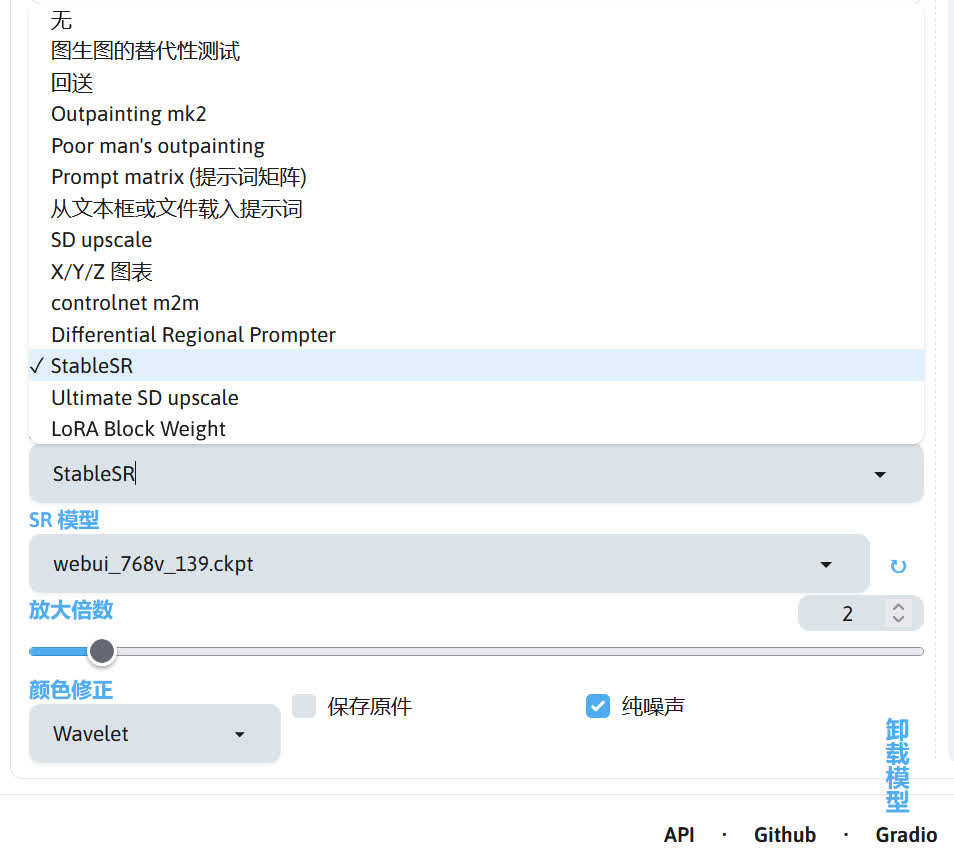 无
图生图的替代性测试
回送
Outpainting mk2
Poor man's outpainting
Prompt matrix (提示词矩阵)
从文本框或文件载入提示词
SD upscale
X/Y/Z 图表
controlnet m2m
Differential Regional Prompter
✓ StableSR
Ultimate SD upscale
LoRA Block Weight
StableSR
SR 模型
webui_768v_139.ckpt
放大倍数
2
颜色修正
保存原件
纯噪声
Wavelet
卸载模型
API · Github · Gradio